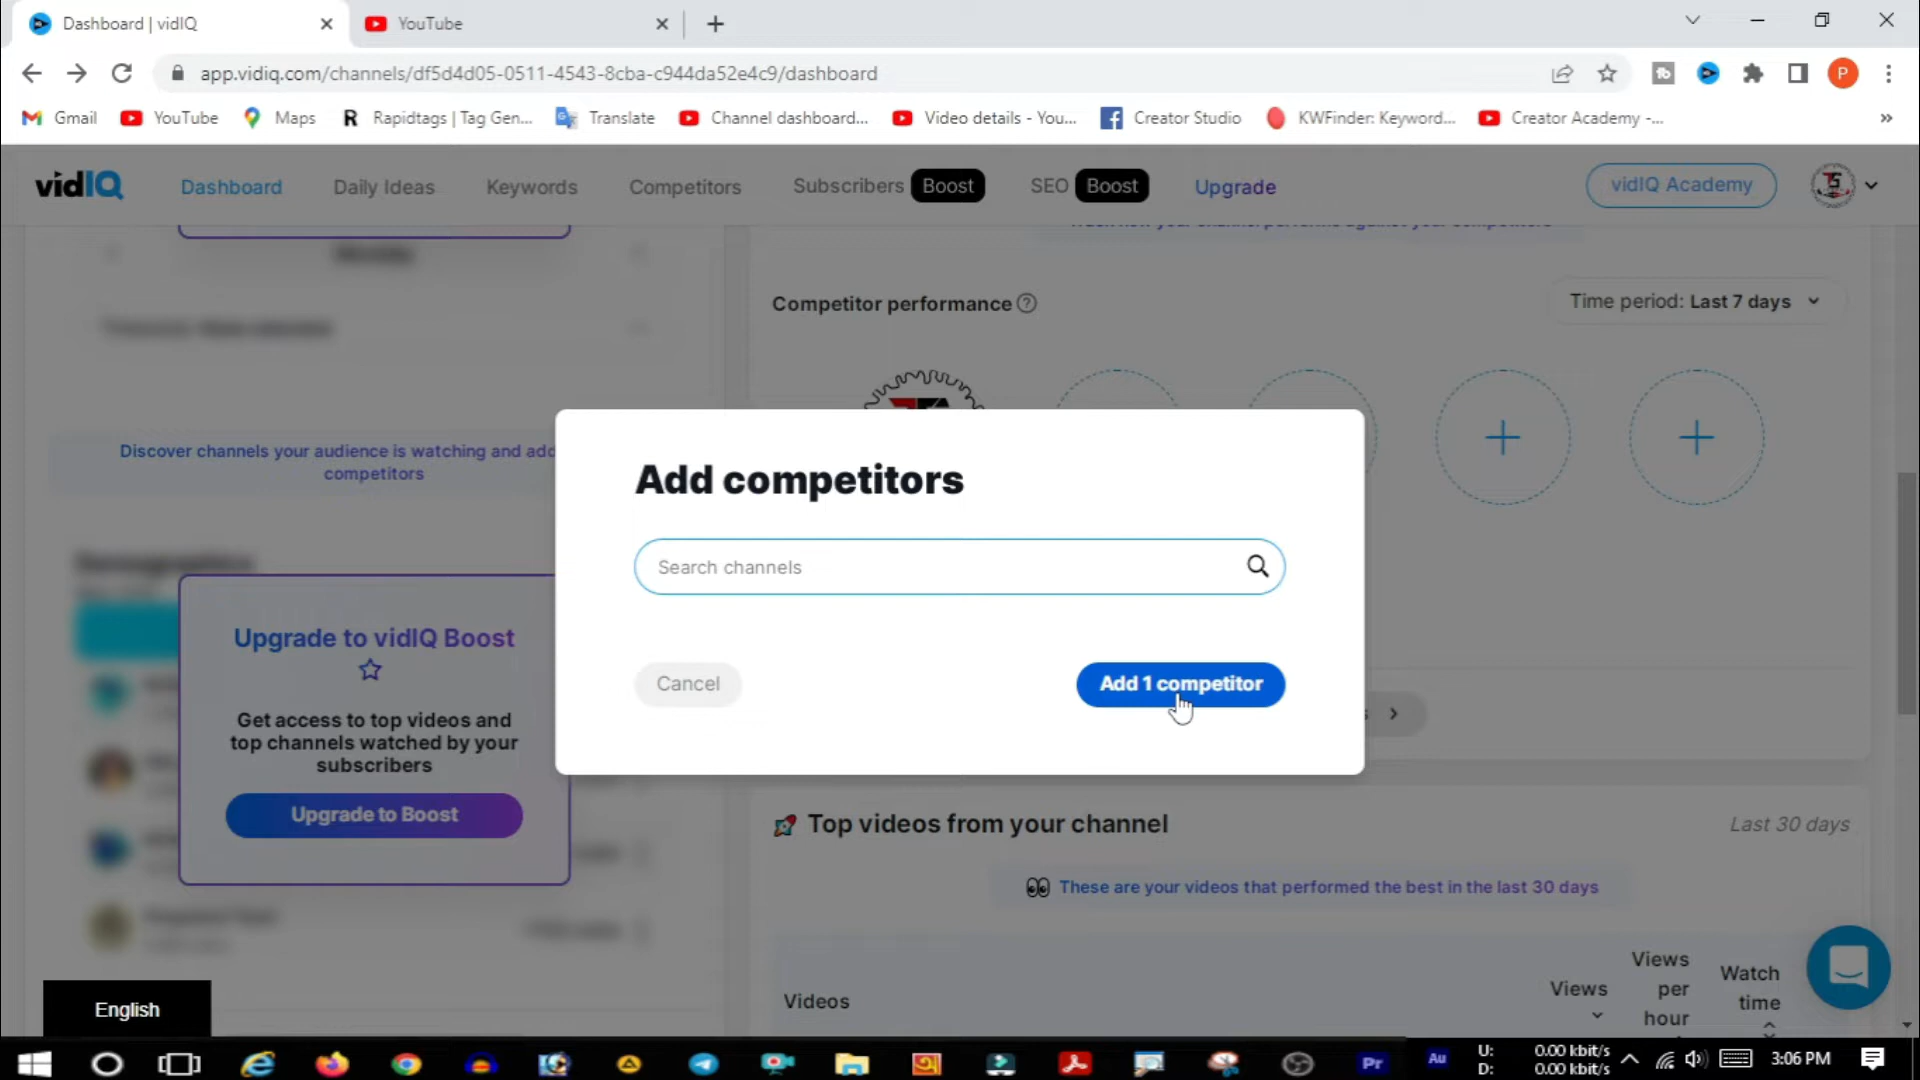 Dashboard | vidIQ
YouTube
app.vidiq.com/channels/df5d4d05-0511-4543-8cba-c944da52e4c9/dashboard
P
Gmail
YouTube
Maps
Rapidtags | Tag Gen...
Translate
Channel dashboard...
Video details - You...
Creator Studio
KWFinder: Keyword...
Creator Academy -...
vidIQ
Dashboard
Daily Ideas
Keywords
Competitors
Subscribers Boost
SEO Boost
Upgrade
vidIQ Academy
Monday
Competitor performance
Time period: Last 7 days
Discover channels your audience is watching and add
competitors
Add competitors
Search channels
Cancel
Add 1 competitor
Demographics
Upgrade to vidIQ Boost
Get access to top videos and
top channels watched by your
subscribers
Upgrade to Boost
Top videos from your channel
Last 30 days
These are your videos that performed the best in the last 30 days
Videos
Views
Views
per
hour
Watch
time
English
Pr
Au
U: 0.00 kbit/s
D: 0.00 kbit/s
3:06 PM